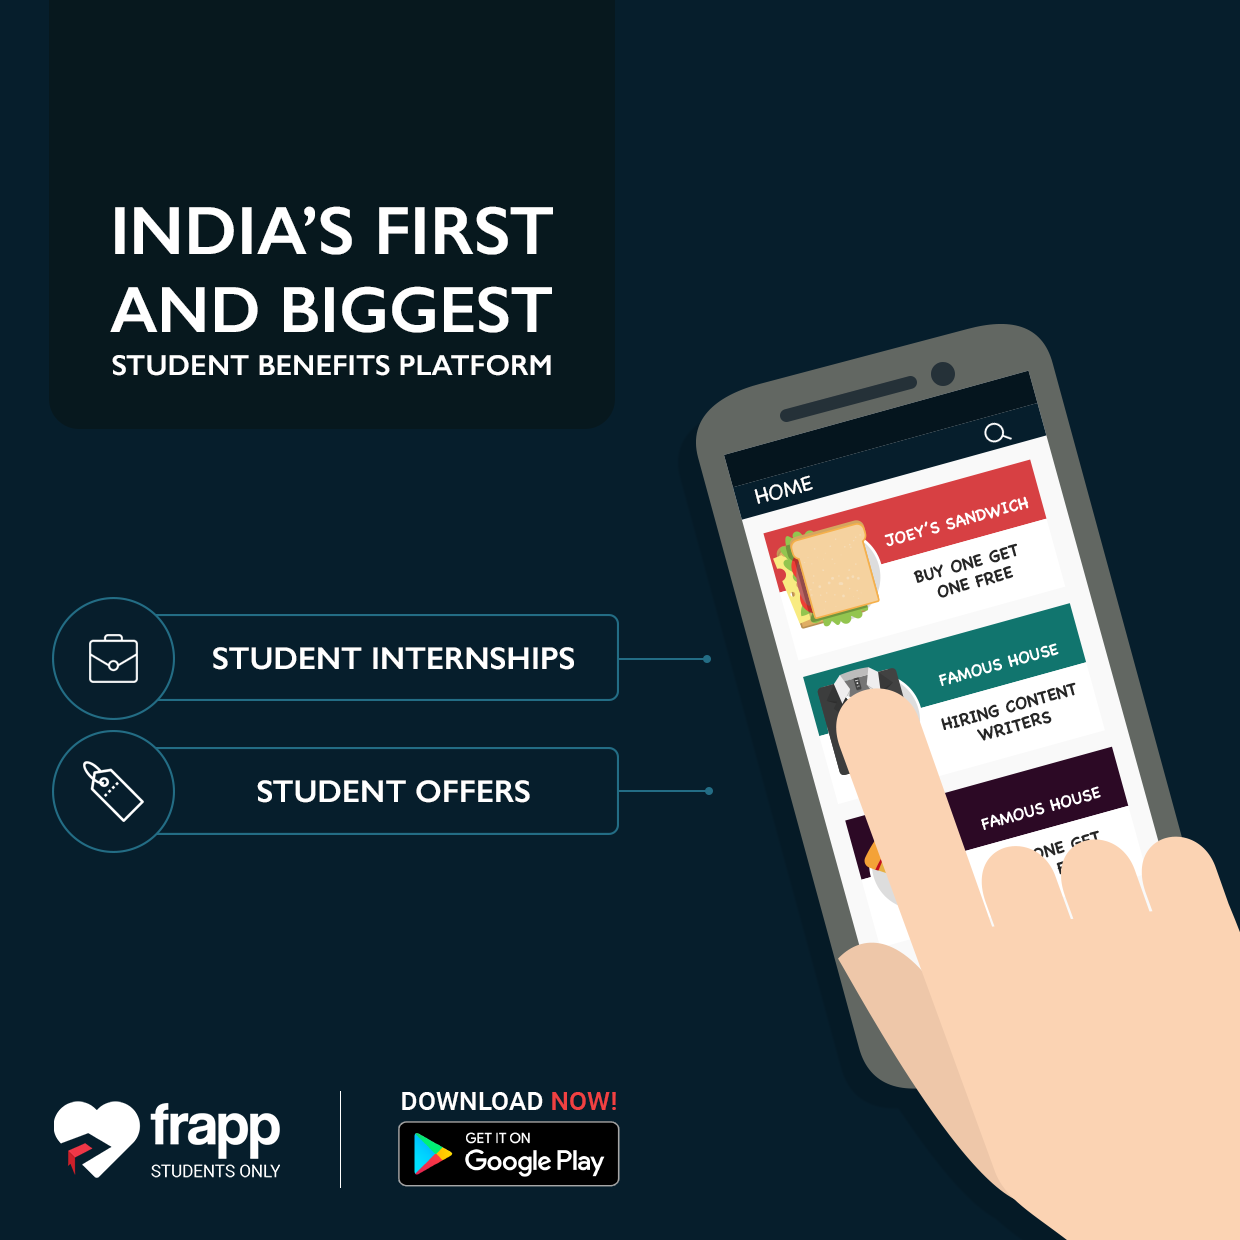 INDIA'S FIRST
AND BIGGEST
STUDENT BENEFITS PLATFORM
HOME
JOEY'S SANDWICH
BUY ONE GET
ONE FREE
FAMOUS HOUSE
HIRING CONTENT
WRITERS
FAMOUS HOUSE
ONE GET
STUDENT INTERNSHIPS
STUDENT OFFERS
frapp
STUDENTS ONLY
DOWNLOAD NOW!
GET IT ON
Google Play